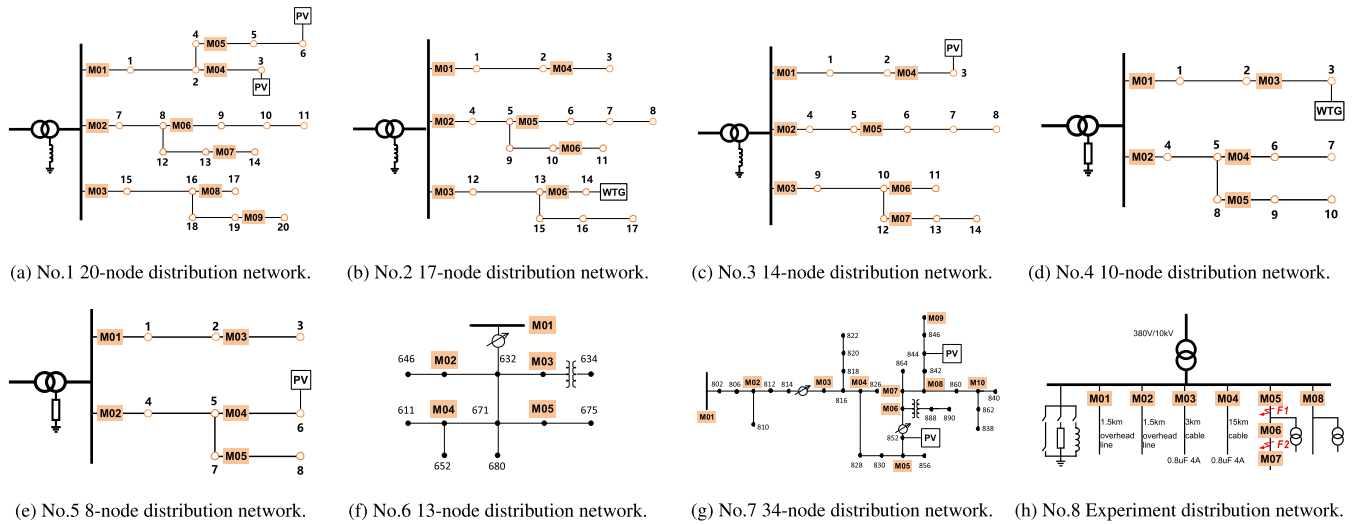 PV
4
M05
5
6
M01
1
2
M04
3
PV
M02
7
8
M06
9
10
11
12
13
M07
14
M03
15
16
M08
17
18
19
M09
20
(a) No.1 20-node distribution network.
M01
1
2
M04
3
M02
4
5
M05
6
7
8
9
10
M06
11
M03
12
13
M06
14
WTG
15
16
17
(b) No.2 17-node distribution network.
PV
M01
1
2
M04
3
M02
4
5
M05
6
7
8
M03
9
10
M06
11
12
M07
13
14
(c) No.3 14-node distribution network.
M01
1
2
M03
3
WTG
M02
4
5
M04
6
7
8
M05
9
10
(d) No.4 10-node distribution network.
M01
1
2
M03
3
PV
M02
4
5
M04
6
7
M05
8
(e) No.5 8-node distribution network.
M01
646
M02
632
M03
634
611
M04
671
M05
675
652
680
(f) No.6 13-node distribution network.
M09
822
846
820
844
PV
818
864
842
802
806
M02
812
814
M03
M04
826
M07
M08
860
M10
816
840
M01
M06
888
890
862
810
838
852
PV
828
830
M05
856
(g) No.7 34-node distribution network.
380V/10kV
M01
M02
M03
M04
M05
M08
F1
1.5km
overhead
line
1.5km
overhead
line
3km
cable
15km
cable
M06
F2
0.8uF 4A
0.8uF 4A
M07
(h) No.8 Experiment distribution network.